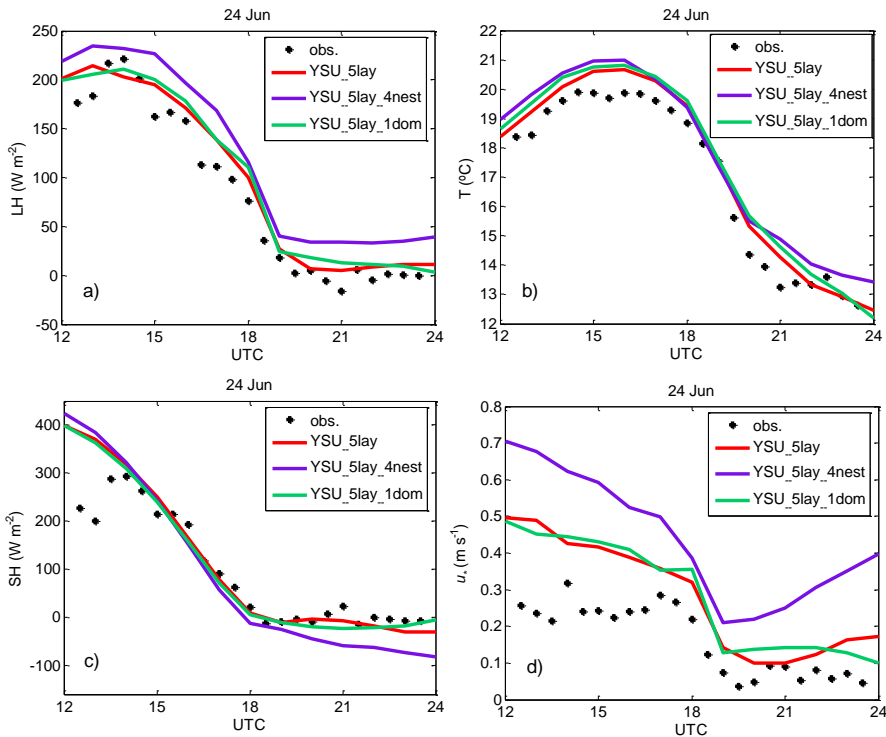 24 Jun
250
200
150
100
50
0
-50
LH (W m⁻²)
obs.
YSU_5lay
YSU_5lay_4nest
YSU_5lay_1dom
a)
12 15 18 21 24
UTC
24 Jun
22
21
20
19
18
17
16
15
14
13
12
T (ºC)
obs.
YSU_5lay
YSU_5lay_4nest
YSU_5lay_1dom
b)
12 15 18 21 24
UTC
24 Jun
400
300
200
100
0
-100
SH (W m⁻²)
obs.
YSU_5lay
YSU_5lay_4nest
YSU_5lay_1dom
c)
12 15 18 21 24
UTC
24 Jun
0.8
0.7
0.6
0.5
0.4
0.3
0.2
0.1
0
u* (m s⁻¹)
obs.
YSU_5lay
YSU_5lay_4nest
YSU_5lay_1dom
d)
12 15 18 21 24
UTC